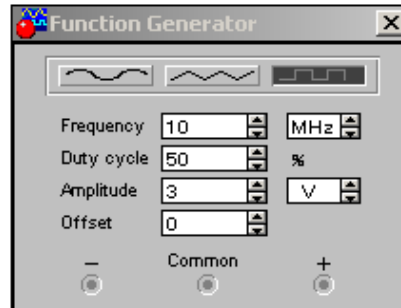 Function Generator
Frequency 10 MHz
Duty cycle 50 %
Amplitude 3 V
Offset 0
− Common +